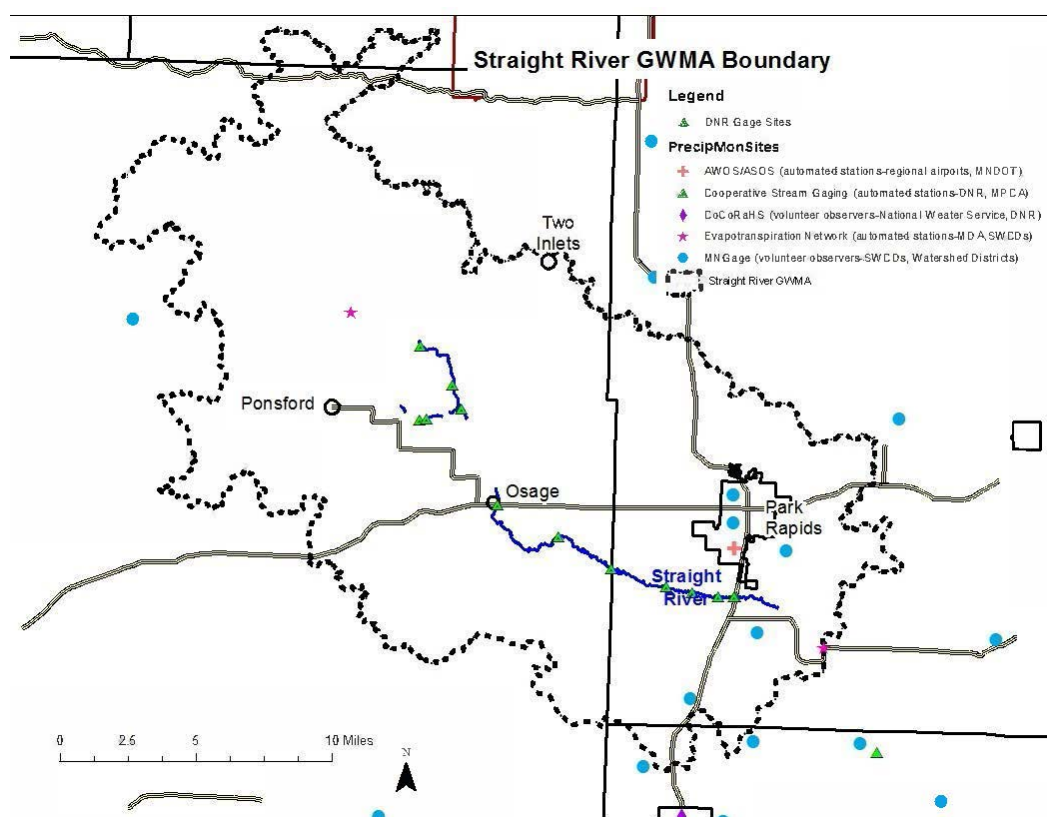 Straight River GWMA Boundary
Legend
DNR Gage Sites
PrecipMonSites
AWOS/ASOS (automated stations-regional airports, MNDOT)
Cooperative Stream Gaging (automated stations-DNR, MPCA)
CoCoRaHS (volunteer observers-National Weater Service, DNR)
Evapotranspiration Network (automated stations-MDA,SWCDs)
MNGage (volunteer observers-SWCDs, Watershed Districts)
Straight River GWMA
Two
Inlets
Ponsford
Osage
Park
Rapids
Straight
River
0 2.5 5 10 Miles
N